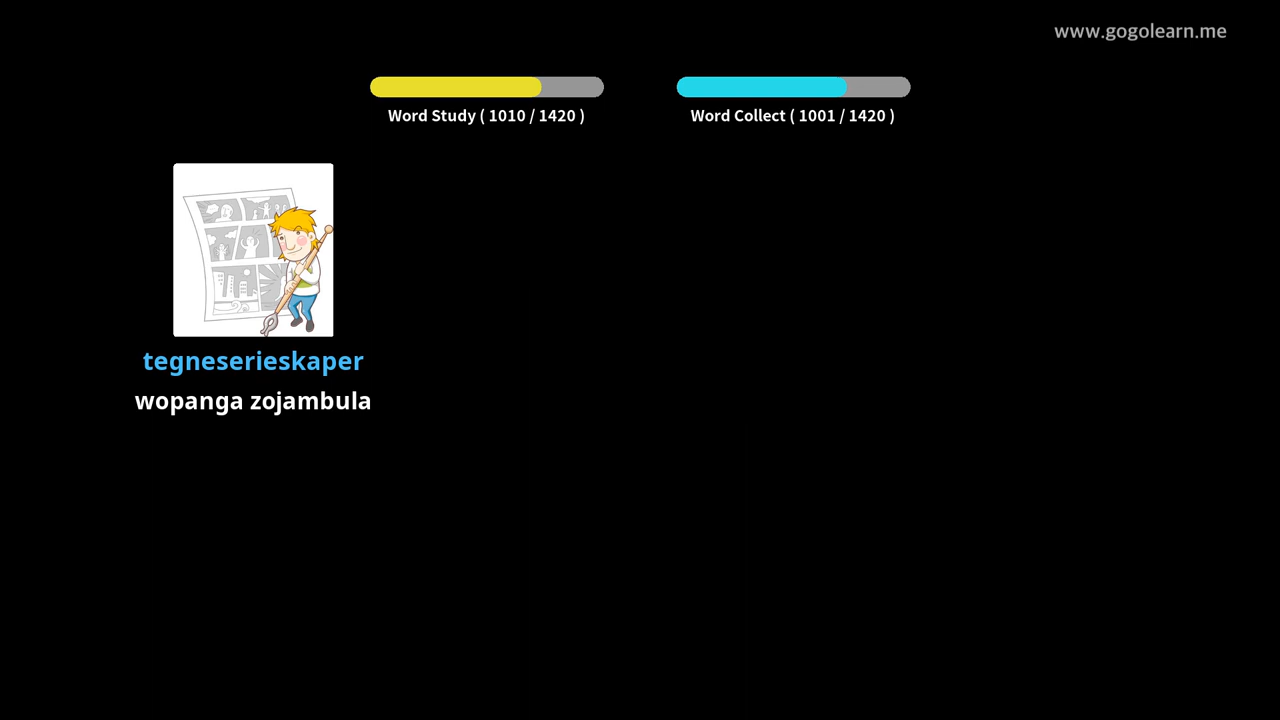 www.gogolearn.me
Word Study ( 1010 / 1420 )
Word Collect ( 1001 / 1420 )
tegneserieskaper
wopanga zojambula